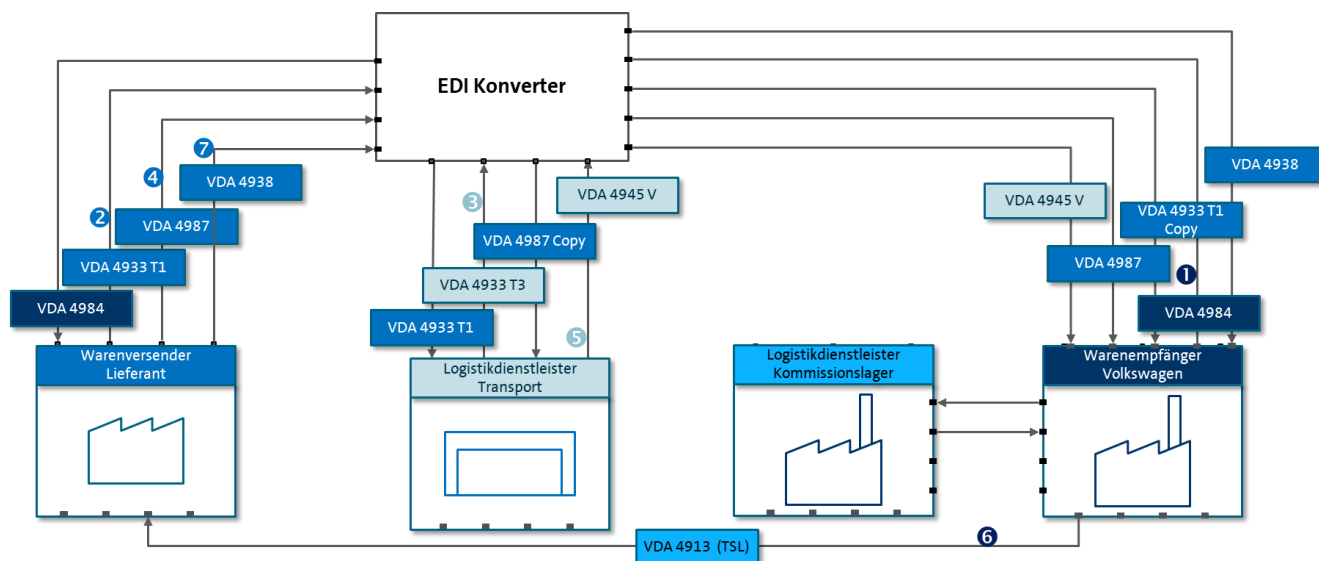 EDI Konverter
7
4
VDA 4938
2
VDA 4987
VDA 4933 T1
VDA 4984
Warenversender
Lieferant
3
VDA 4945 V
VDA 4987 Copy
VDA 4933 T3
VDA 4933 T1
5
Logistikdienstleister
Transport
VDA 4938
VDA 4945 V
VDA 4933 T1
Copy
VDA 4987
1
VDA 4984
Logistikdienstleister
Kommissionslager
Warenempfänger
Volkswagen
VDA 4913 (TSL)
6